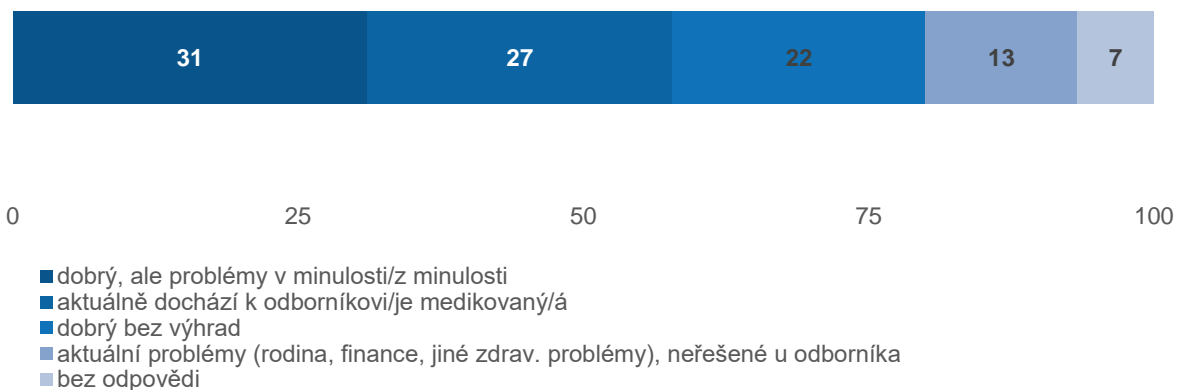 31 27 22 13 7
0 25 50 75 100
dobrý, ale problémy v minulosti/z minulosti
aktuálně dochází k odborníkovi/je medikovaný/á
dobrý bez výhrad
aktuální problémy (rodina, finance, jiné zdrav. problémy), neřešené u odborníka
bez odpovědi